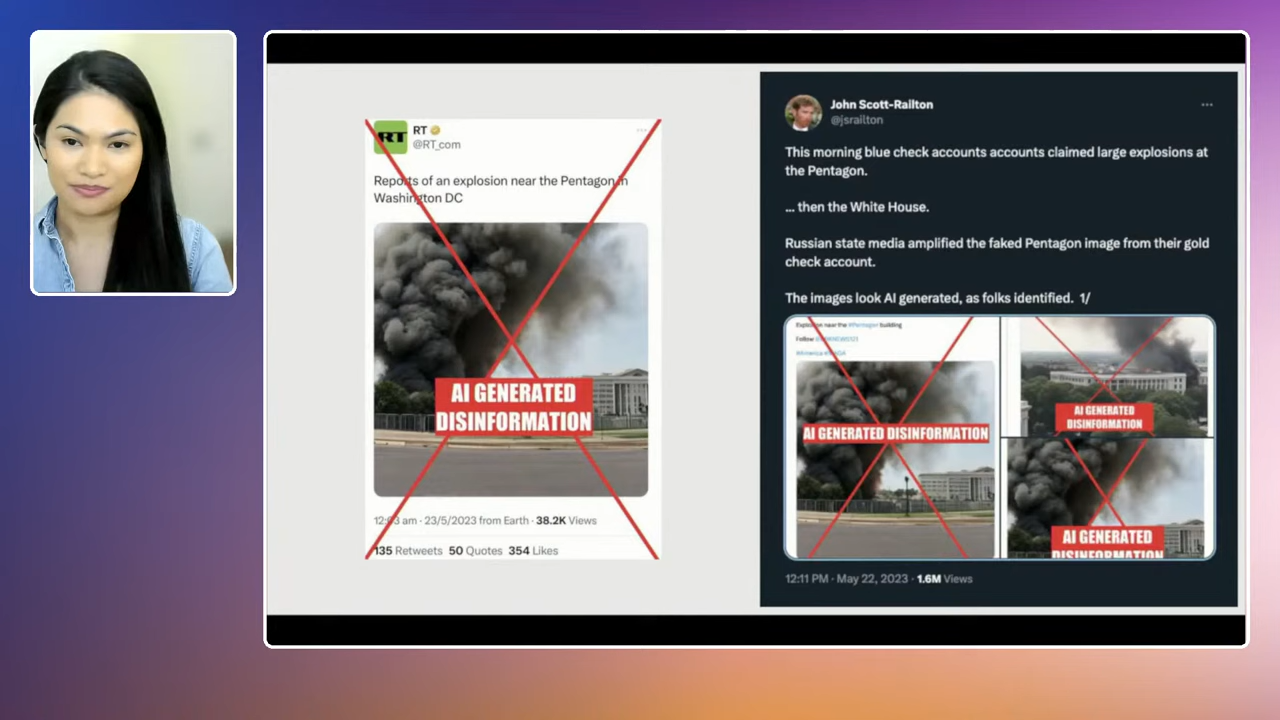 RT
RT
@RT_com
Reports of an explosion near the Pentagon in
Washington DC
AI GENERATED
DISINFORMATION
12:03 am · 23/5/2023 from Earth · 38.2K Views
135 Retweets 50 Quotes 354 Likes
John Scott-Railton
@jsrailton
This morning blue check accounts accounts claimed large explosions at
the Pentagon.
... then the White House.
Russian state media amplified the faked Pentagon image from their gold
check account.
The images look AI generated, as folks identified. 1/
Explosion near the #Pentagon building
Follow
#America
AI GENERATED DISINFORMATION
AI GENERATED
DISINFORMATION
AI GENERATED
DISINFORMATION
12:11 PM · May 22, 2023 · 1.6M Views